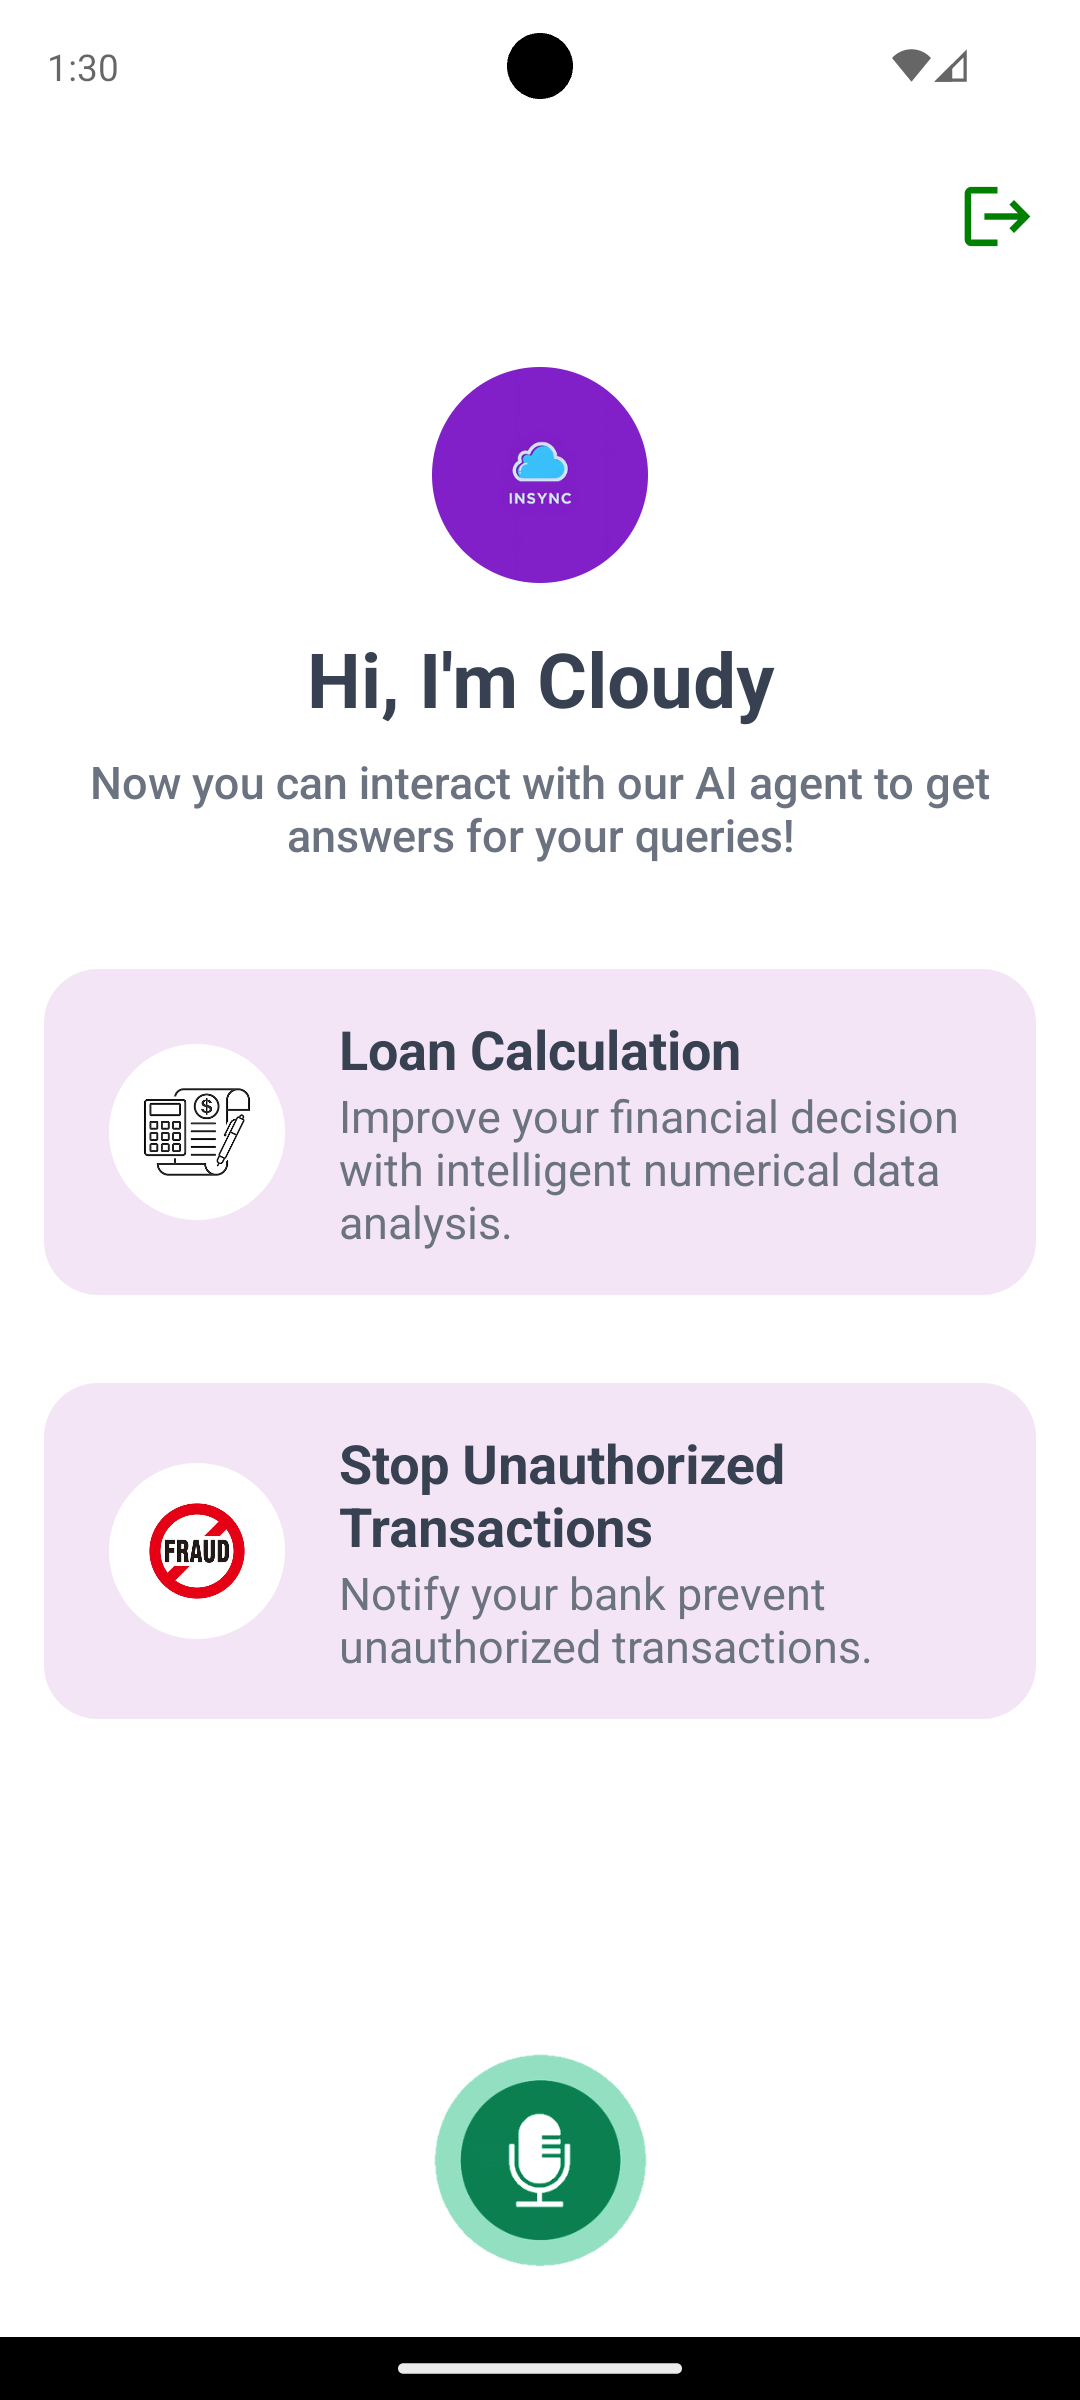 1:30
INSYNC
Hi, I'm Cloudy
Now you can interact with our AI agent to get
answers for your queries!
$
Loan Calculation
Improve your financial decision
with intelligent numerical data
analysis.
FRAUD
Stop Unauthorized
Transactions
Notify your bank prevent
unauthorized transactions.